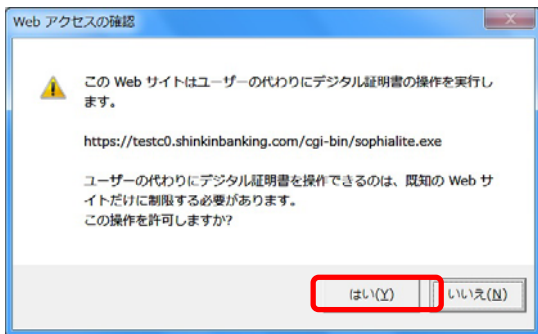 Web アクセスの確認
この Web サイトはユーザーの代わりにデジタル証明書の操作を実行し
ます。
https://testc0.shinkinbanking.com/cgi-bin/sophialite.exe
ユーザーの代わりにデジタル証明書を操作できるのは、既知の Web サ
イトだけに制限する必要があります。
この操作を許可しますか?
はい(Y) いいえ(N)